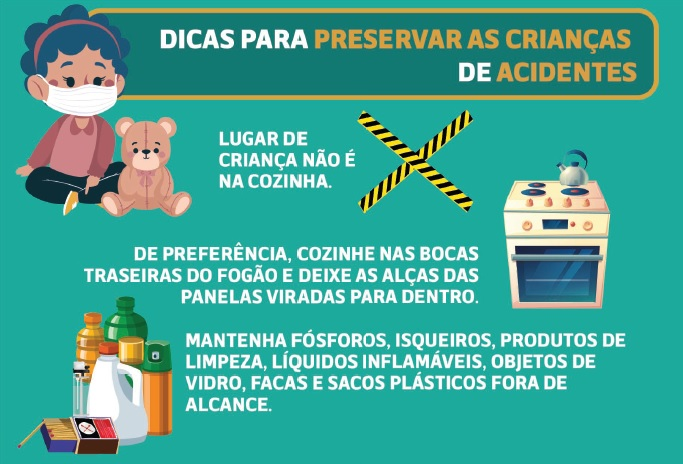 DICAS PARA PRESERVAR AS CRIANÇAS
DE ACIDENTES
LUGAR DE
CRIANÇA NÃO É
NA COZINHA.
DE PREFERÊNCIA, COZINHE NAS BOCAS
TRASEIRAS DO FOGÃO E DEIXE AS ALÇAS DAS
PANELAS VIRADAS PARA DENTRO.
MANTENHA FÓSFOROS, ISQUEIROS, PRODUTOS DE
LIMPEZA, LÍQUIDOS INFLAMÁVEIS, OBJETOS DE
VIDRO, FACAS E SACOS PLÁSTICOS FORA DE
ALCANCE.